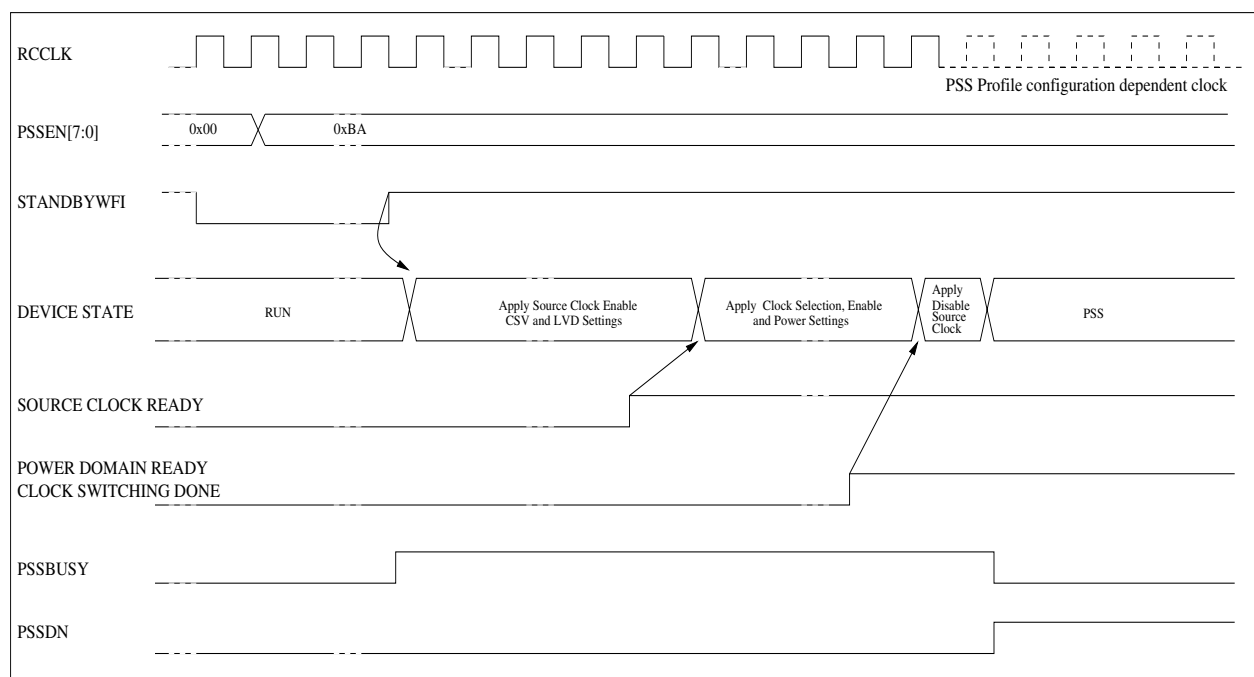 RCCLK
PSS Profile configuration dependent clock
PSSEN[7:0]
0x00
0xBA
STANDBYWFI
DEVICE STATE
RUN
Apply Source Clock Enable
CSV and LVD Settings
Apply Clock Selection, Enable
and Power Settings
Apply
Disable
Source
Clock
PSS
SOURCE CLOCK READY
POWER DOMAIN READY
CLOCK SWITCHING DONE
PSSBUSY
PSSDN